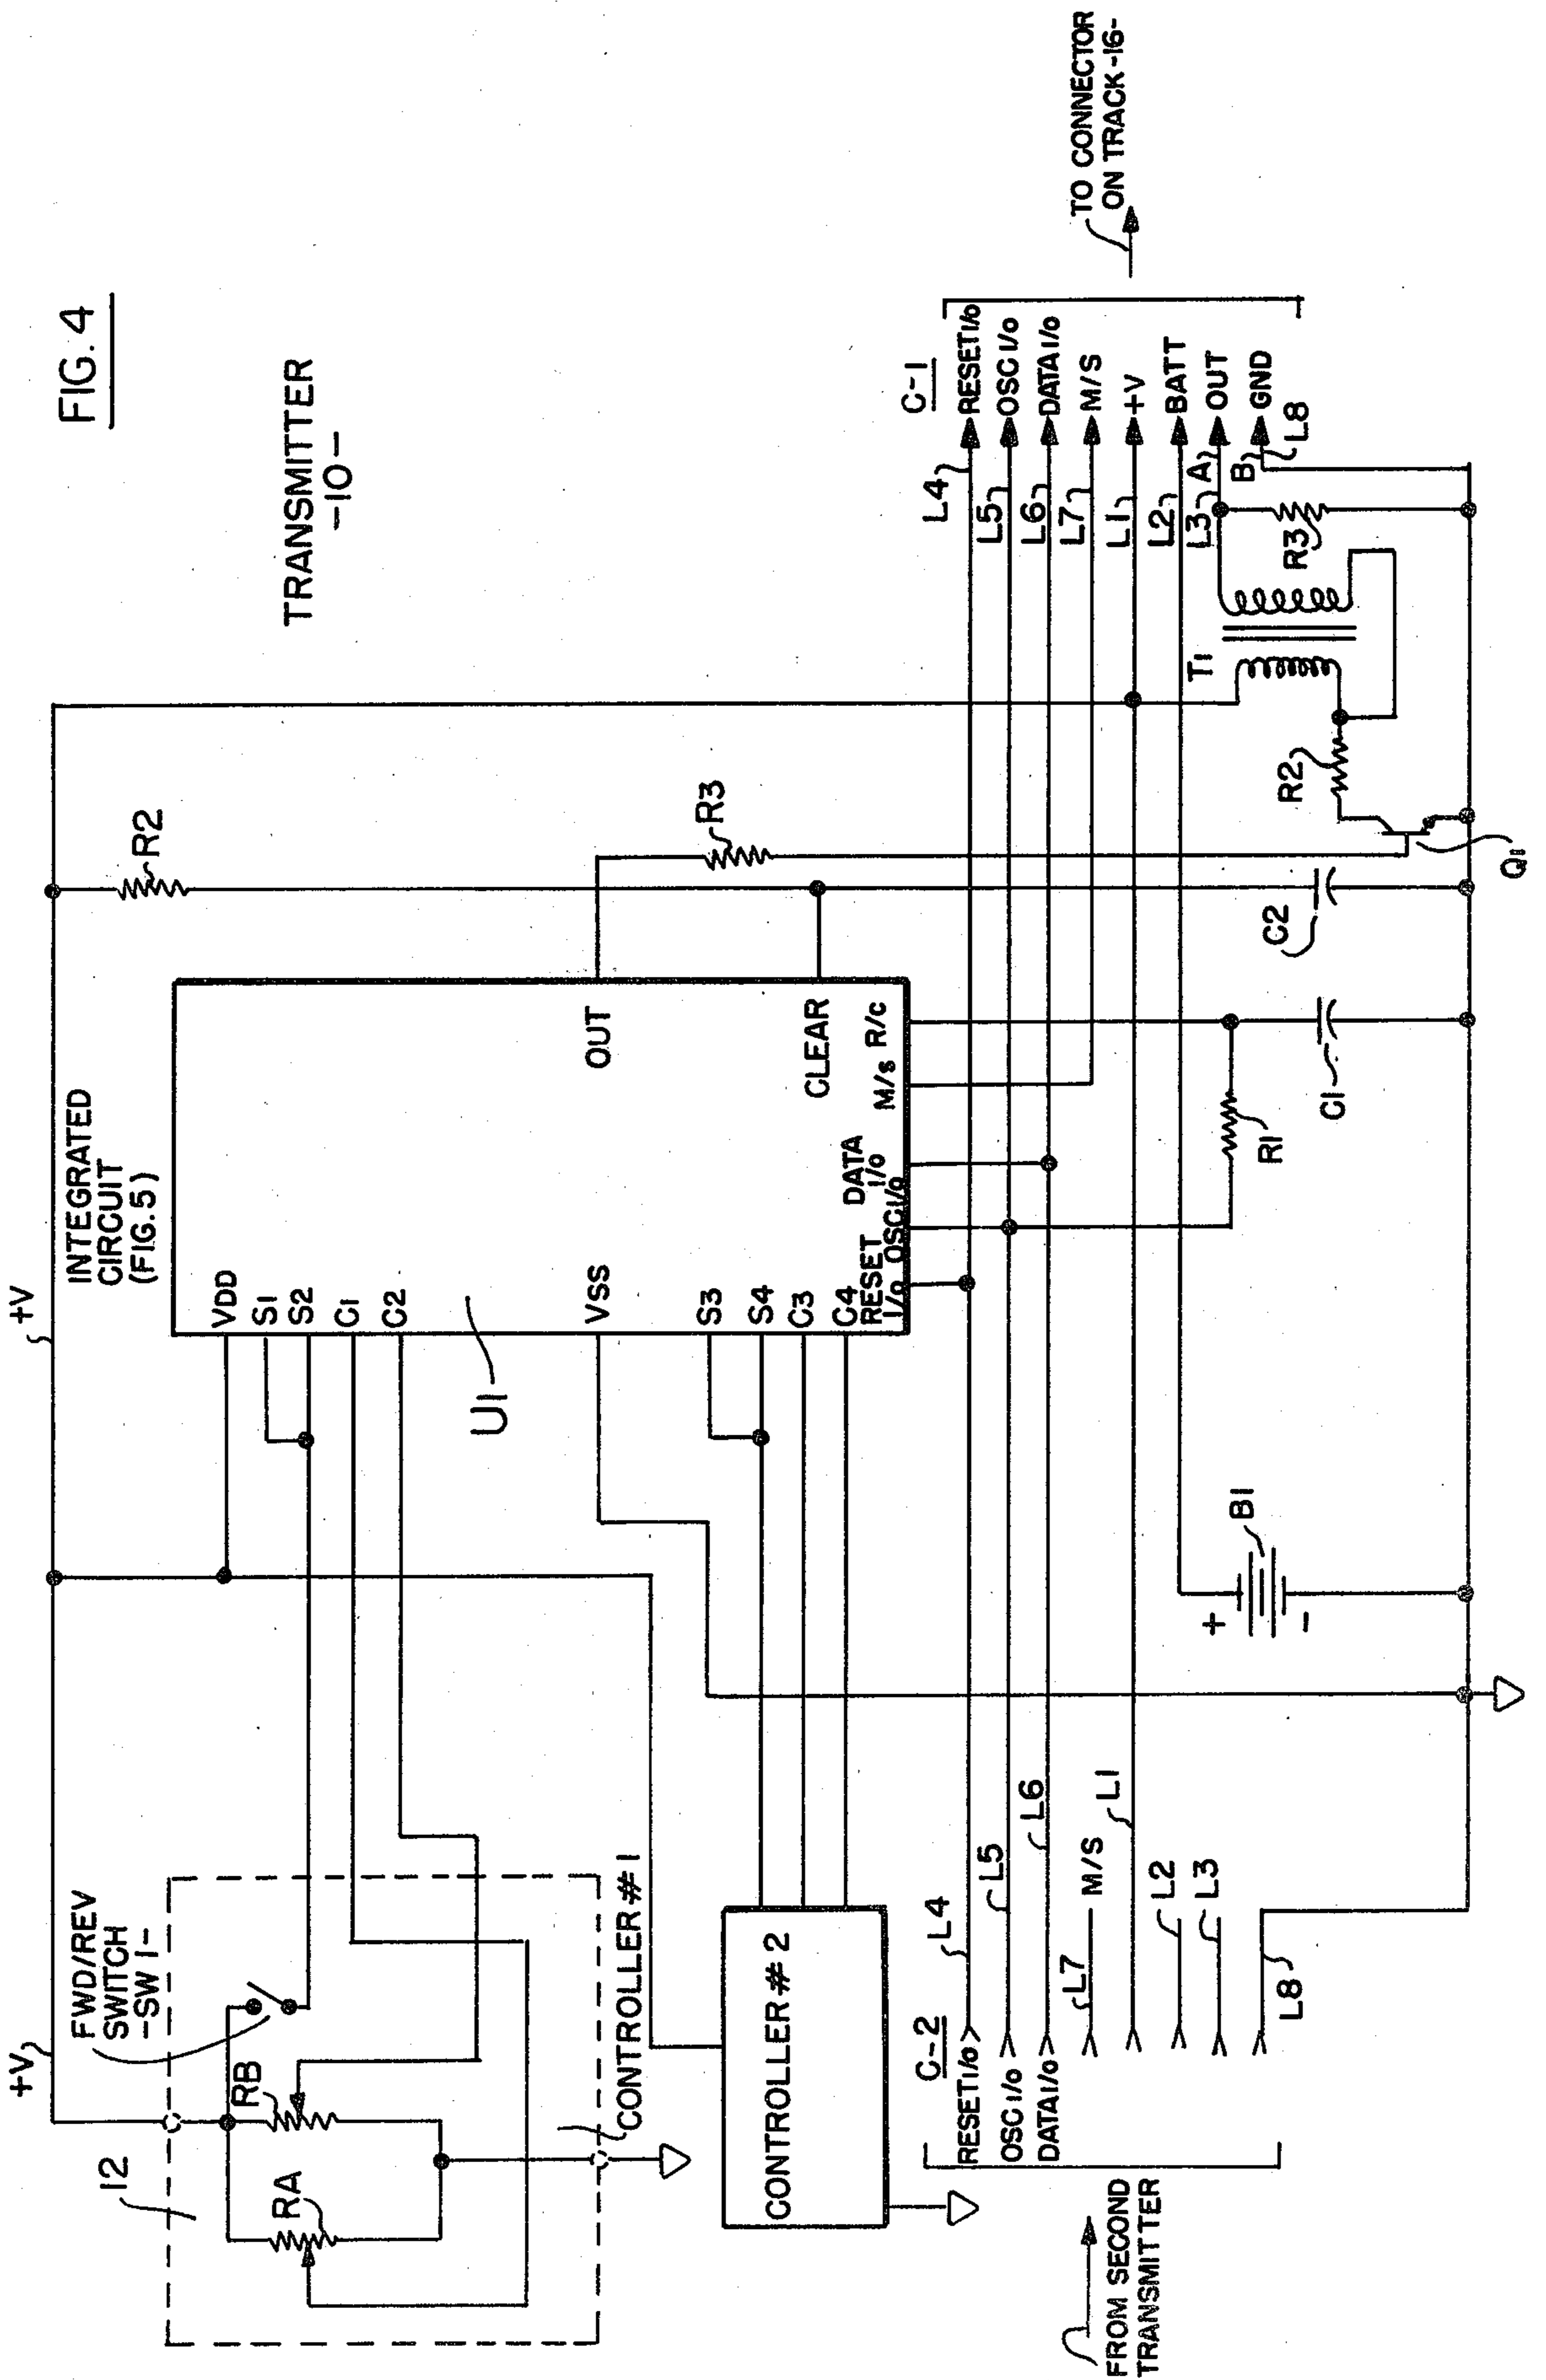 FIG. 4
TRANSMITTER
-10-
+V
+V
12
FWD/REV
SWITCH
-SW 1-
RB
RA
CONTROLLER #1
INTEGRATED
CIRCUIT
(FIG. 5)
VDD
S1
S2
C1
C2
VSS
S3
S4
C3
C4
RESET
I/O
OSC I/O
DATA
I/O
M/S
R/C
CLEAR
OUT
U1
R2
R3
CONTROLLER #2
C-2
RESET I/O
OSC I/O
DATA I/O
L4
L5
L6
L7
M/S
L1
L2
L3
L8
FROM SECOND
TRANSMITTER
+
-
B1
R1
C1
C2
Q1
R2
T1
R3
C-1
L4
RESET I/O
L5
OSC I/O
L6
DATA I/O
L7
M/S
L1
+V
L2
BATT
L3
A
OUT
B
GND
L8
TO CONNECTOR
ON TRACK -16-